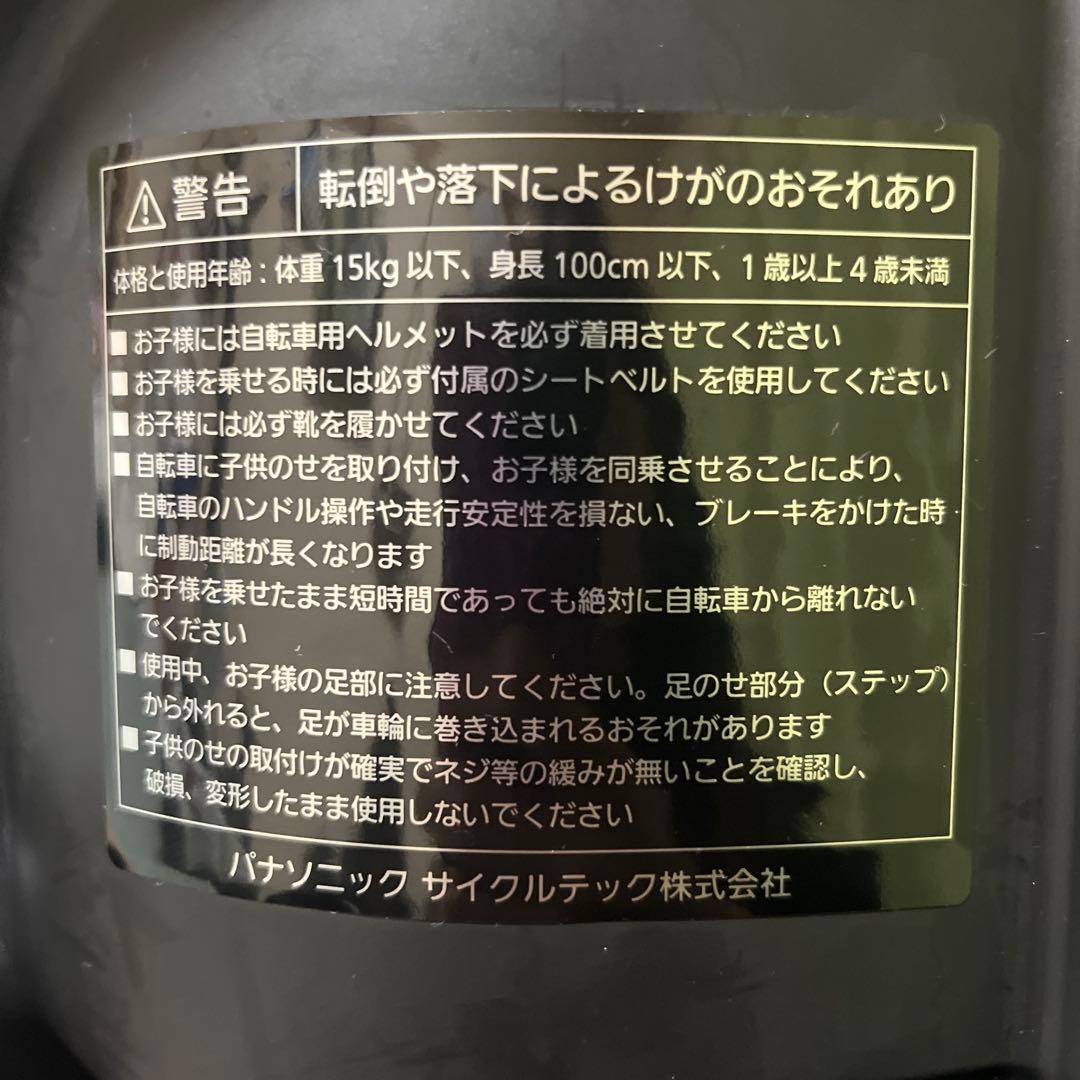 ⚠警告 転倒や落下によるけがのおそれあり
体格と使用年齢：体重15kg以下、身長100cm以下、1歳以上4歳未満
■お子様には自転車用ヘルメットを必ず着用させてください
■お子様を乗せる時には必ず付属のシートベルトを使用してください
■お子様には必ず靴を履かせてください
■自転車に子供のせを取り付け、お子様を同乗させることにより、
自転車のハンドル操作や走行安定性を損ない、ブレーキをかけた時
に制動距離が長くなります
■お子様を乗せたまま短時間であっても絶対に自転車から離れない
でください
■使用中、お子様の足部に注意してください。足のせ部分（ステップ）
から外れると、足が車輪に巻き込まれるおそれがあります
■子供のせの取付けが確実でネジ等の緩みが無いことを確認し、
破損、変形したまま使用しないでください
パナソニック サイクルテック株式会社